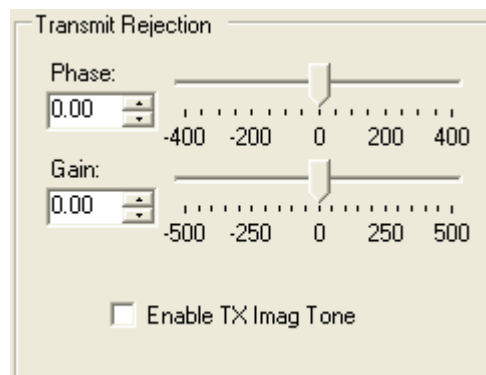 Transmit Rejection
Phase:
0.00
-400 -200 0 200 400
Gain:
0.00
-500 -250 0 250 500
Enable TX Imag Tone